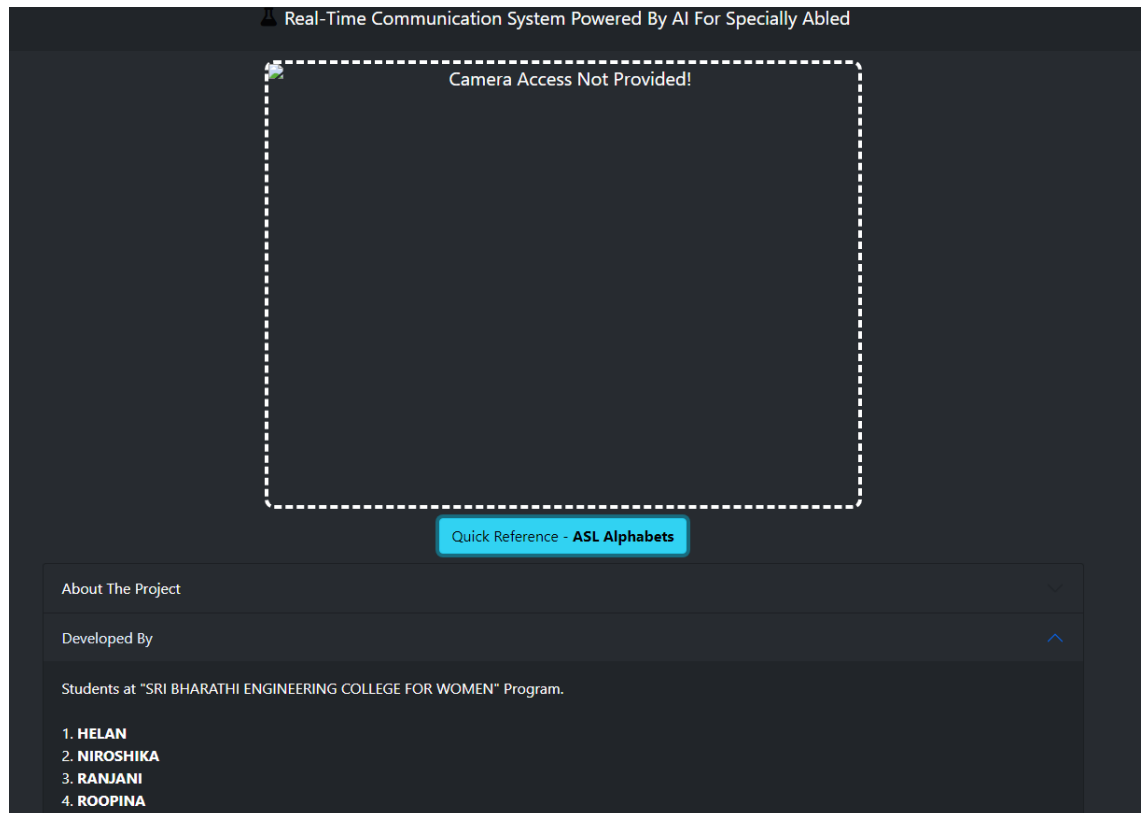 Real-Time Communication System Powered By AI For Specially Abled
Camera Access Not Provided!
Quick Reference - ASL Alphabets
About The Project
Developed By
Students at "SRI BHARATHI ENGINEERING COLLEGE FOR WOMEN" Program.
1. HELAN
2. NIROSHIKA
3. RANJANI
4. ROOPINA